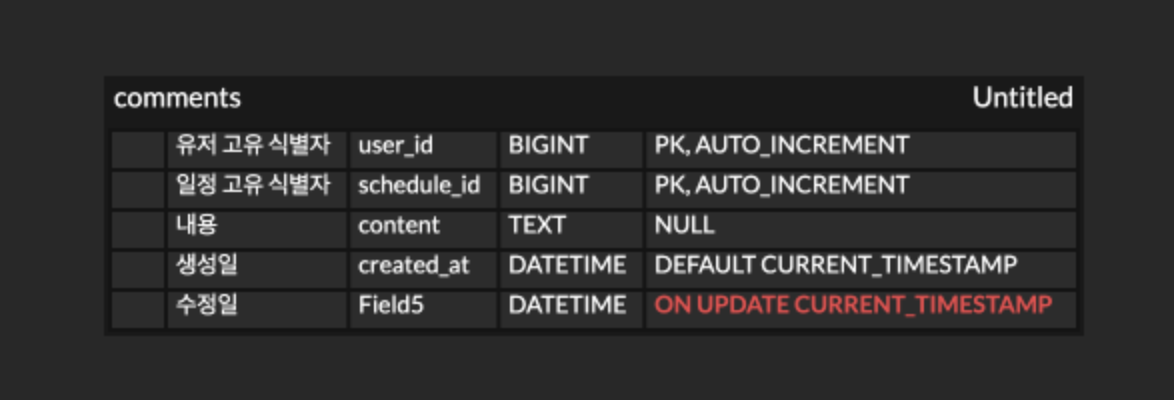 comments Untitled
유저 고유 식별자 user_id BIGINT PK, AUTO_INCREMENT
일정 고유 식별자 schedule_id BIGINT PK, AUTO_INCREMENT
내용 content TEXT NULL
생성일 created_at DATETIME DEFAULT CURRENT_TIMESTAMP
수정일 Field5 DATETIME ON UPDATE CURRENT_TIMESTAMP